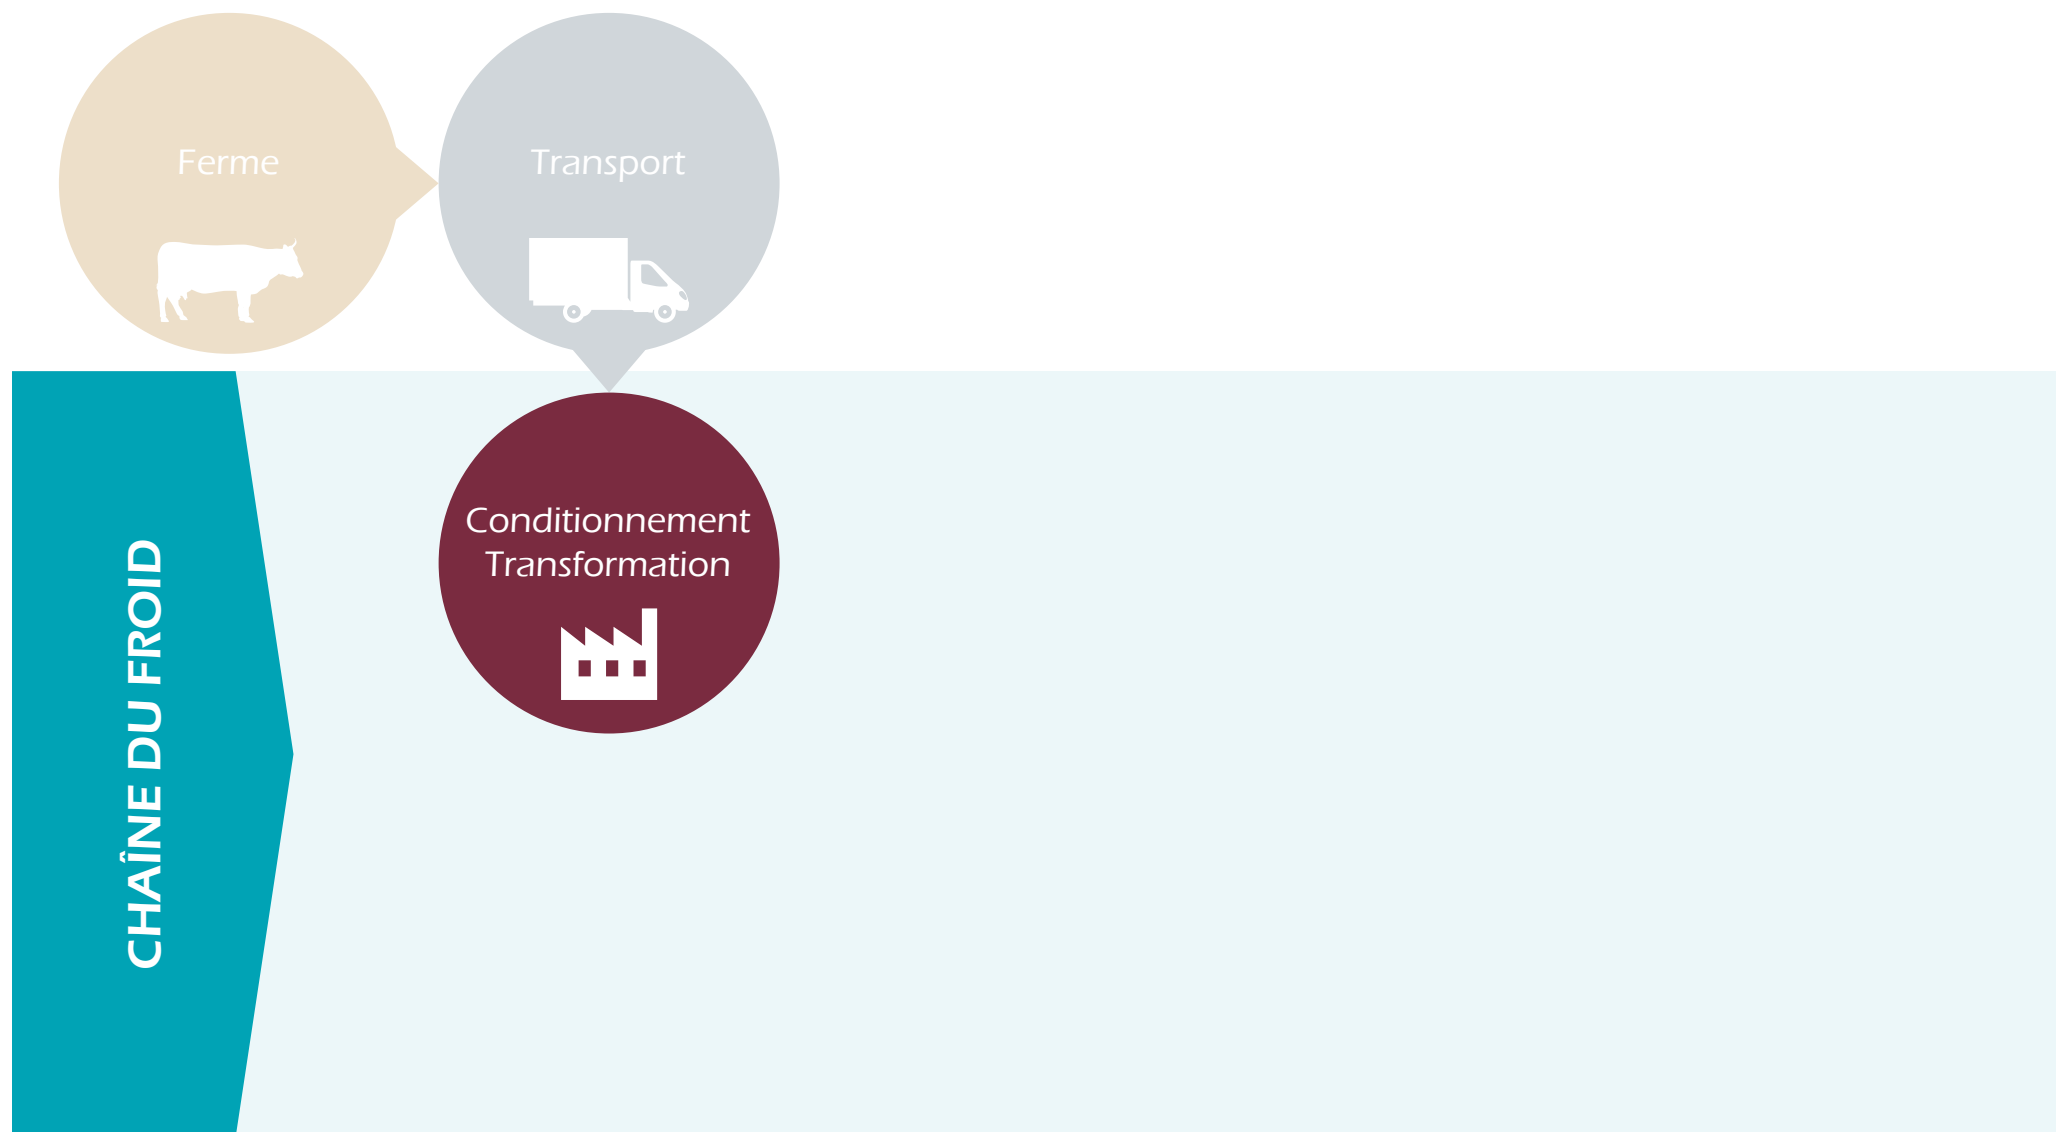 Ferme
Transport
Conditionnement
Transformation
CHAÎNE DU FROID